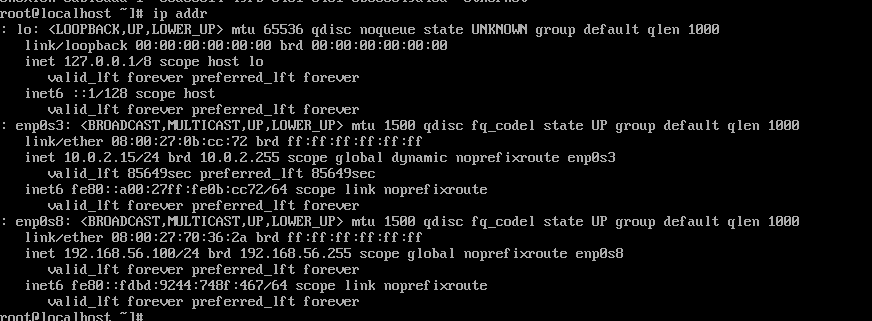 root@localhost ~]# ip addr
: lo: <LOOPBACK,UP,LOWER_UP> mtu 65536 qdisc noqueue state UNKNOWN group default qlen 1000
link/loopback 00:00:00:00:00:00 brd 00:00:00:00:00:00
inet 127.0.0.1/8 scope host lo
valid_lft forever preferred_lft forever
inet6 ::1/128 scope host
valid_lft forever preferred_lft forever
: enp0s3: <BROADCAST,MULTICAST,UP,LOWER_UP> mtu 1500 qdisc fq_codel state UP group default qlen 1000
link/ether 08:00:27:0b:cc:72 brd ff:ff:ff:ff:ff:ff
inet 10.0.2.15/24 brd 10.0.2.255 scope global dynamic noprefixroute enp0s3
valid_lft 85649sec preferred_lft 85649sec
inet6 fe80::a00:27ff:fe0b:cc72/64 scope link noprefixroute
valid_lft forever preferred_lft forever
: enp0s8: <BROADCAST,MULTICAST,UP,LOWER_UP> mtu 1500 qdisc fq_codel state UP group default qlen 1000
link/ether 08:00:27:70:36:2a brd ff:ff:ff:ff:ff:ff
inet 192.168.56.100/24 brd 192.168.56.255 scope global noprefixroute enp0s8
valid_lft forever preferred_lft forever
inet6 fe80::fdbd:9244:748f:467/64 scope link noprefixroute
valid_lft forever preferred_lft forever
root@localhost ~]#